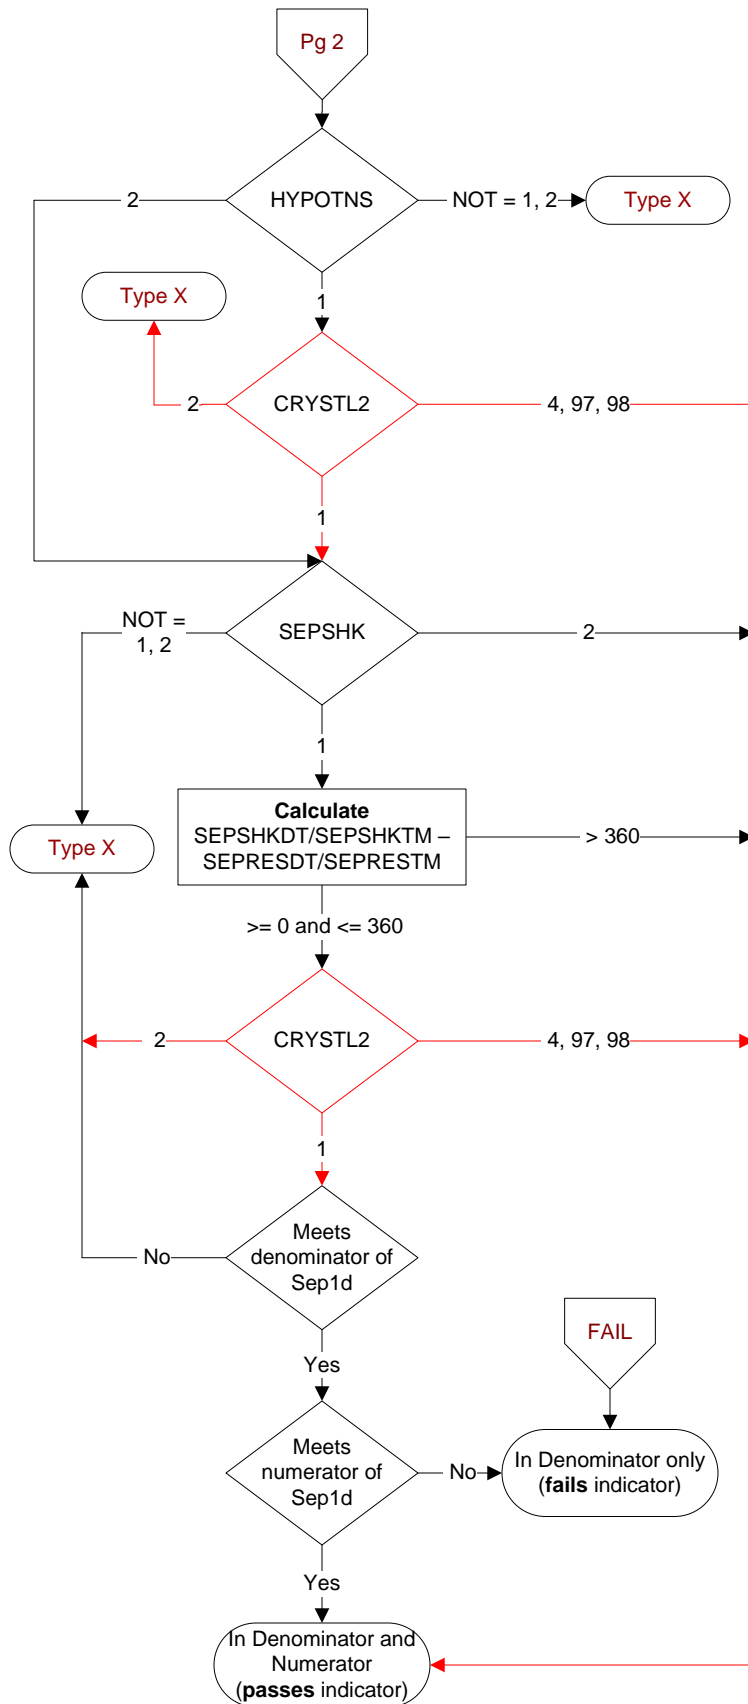 Pg 2
HYPOTNS
2
NOT = 1, 2
Type X
Type X
1
CRYSTL2
2
4, 97, 98
1
SEPSHK
NOT =
1, 2
2
1
Calculate
SEPSHKDT/SEPSHKTM –
SEPRESDT/SEPRESTM
> 360
Type X
>= 0 and <= 360
CRYSTL2
2
4, 97, 98
1
Meets
denominator of
Sep1d
No
FAIL
Yes
Meets
numerator of
Sep1d
No
In Denominator only
(fails indicator)
Yes
In Denominator and
Numerator
(passes indicator)